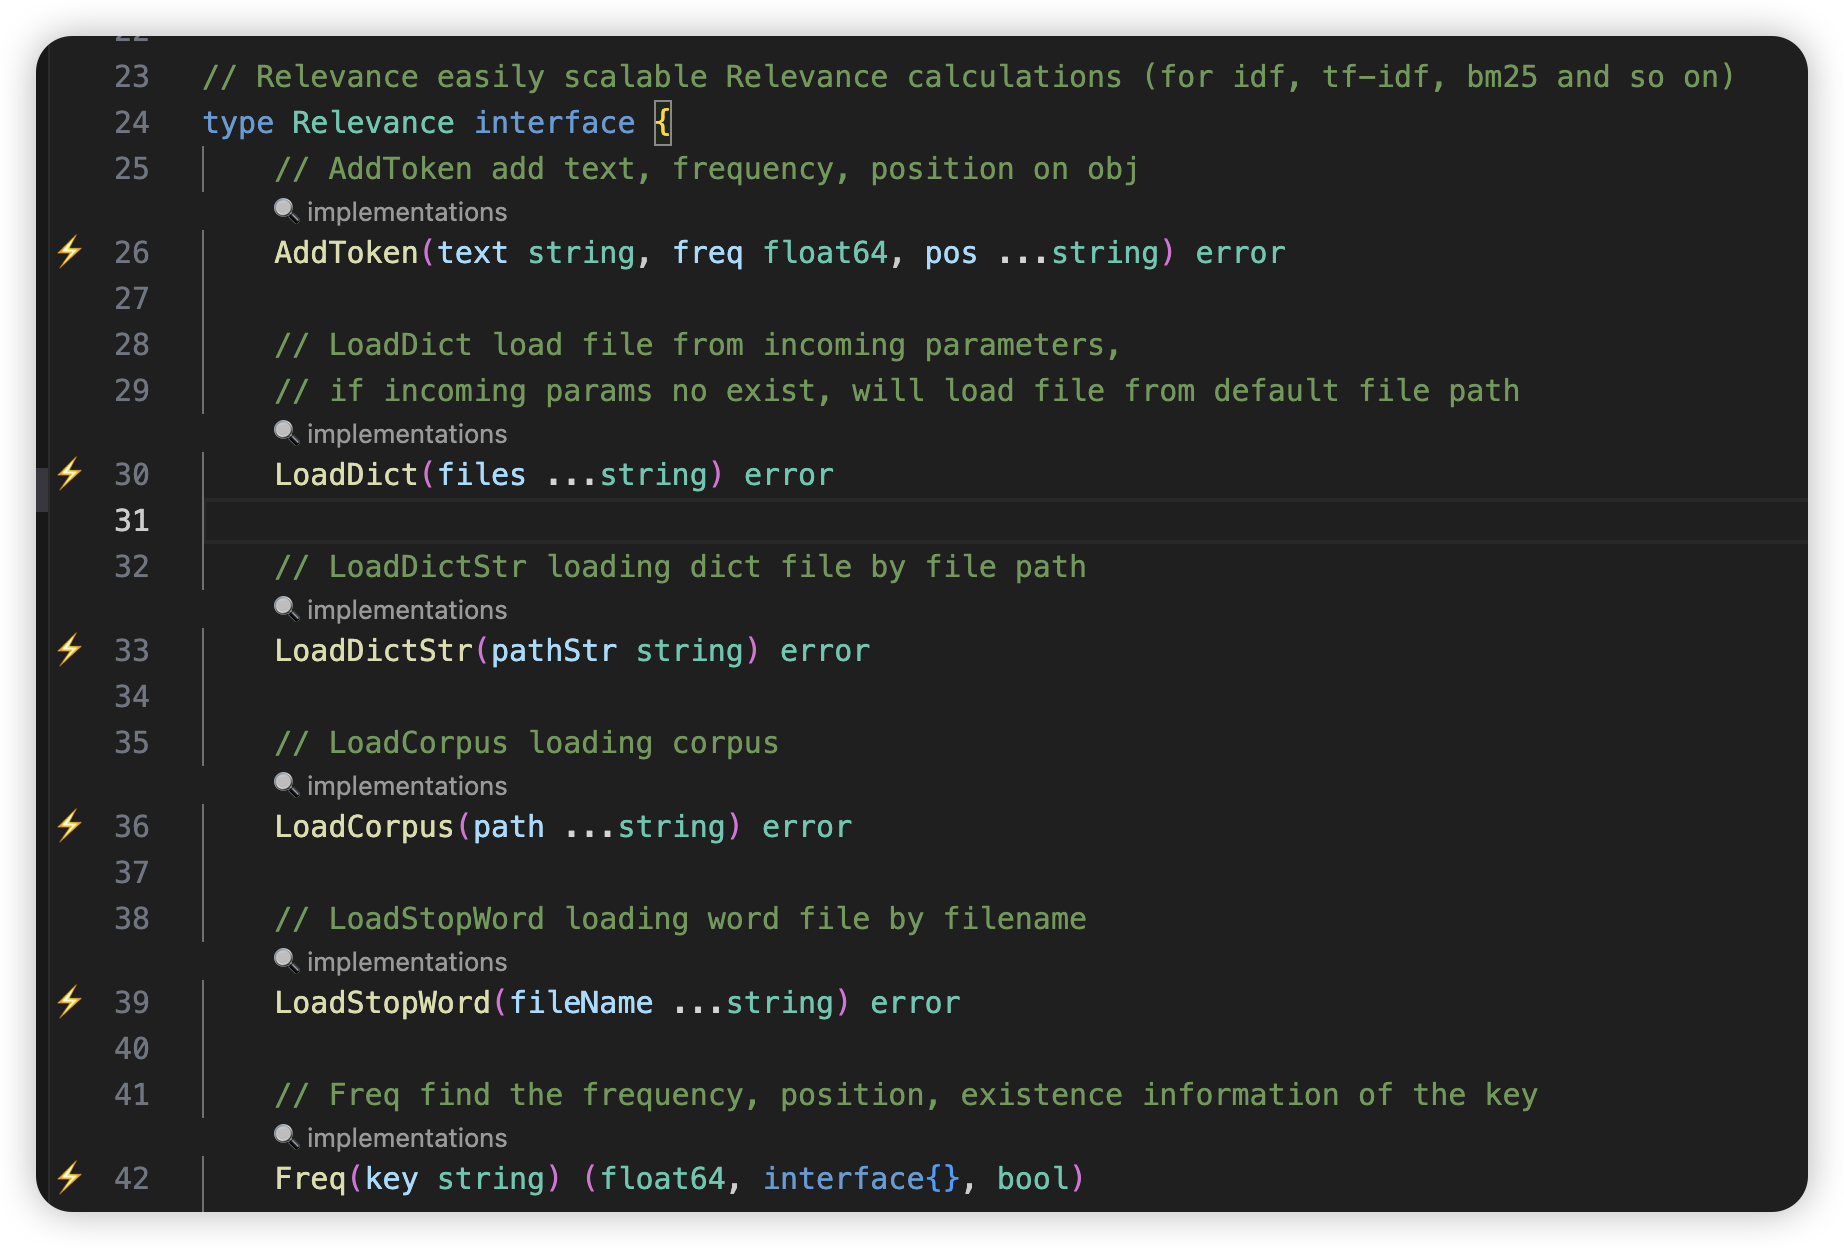 23 // Relevance easily scalable Relevance calculations (for idf, tf-idf, bm25 and so on)
24 type Relevance interface {
25 // AddToken add text, frequency, position on obj
implementations
26 AddToken(text string, freq float64, pos ...string) error
27
28 // LoadDict load file from incoming parameters,
29 // if incoming params no exist, will load file from default file path
implementations
30 LoadDict(files ...string) error
31
32 // LoadDictStr loading dict file by file path
implementations
33 LoadDictStr(pathStr string) error
34
35 // LoadCorpus loading corpus
implementations
36 LoadCorpus(path ...string) error
37
38 // LoadStopWord loading word file by filename
implementations
39 LoadStopWord(fileName ...string) error
40
41 // Freq find the frequency, position, existence information of the key
implementations
42 Freq(key string) (float64, interface{}, bool)